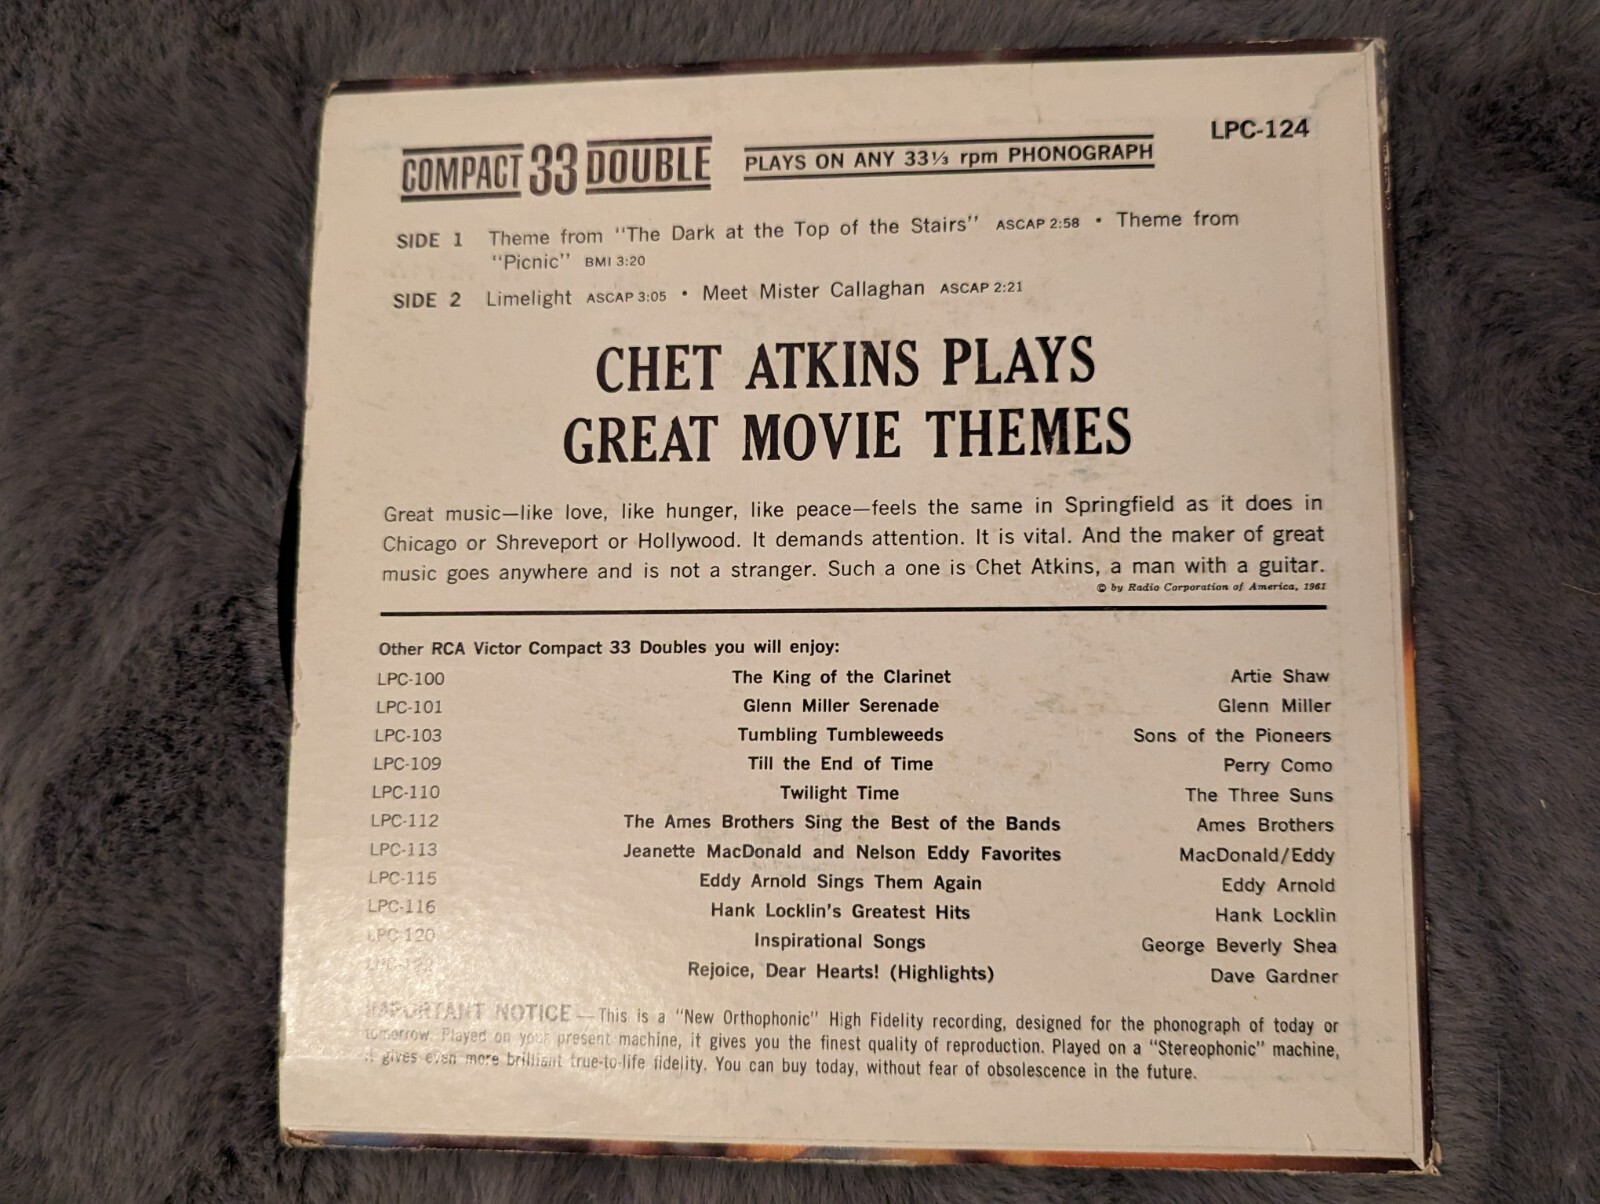 COMPACT 33 DOUBLE PLAYS ON ANY 33⅓ rpm PHONOGRAPH LPC-124
SIDE 1 Theme from "The Dark at the Top of the Stairs" ASCAP 2:58 • Theme from
"Picnic" BMI 3:20
SIDE 2 Limelight ASCAP 3:05 • Meet Mister Callaghan ASCAP 2:21
CHET ATKINS PLAYS
GREAT MOVIE THEMES
Great music—like love, like hunger, like peace—feels the same in Springfield as it does in
Chicago or Shreveport or Hollywood. It demands attention. It is vital. And the maker of great
music goes anywhere and is not a stranger. Such a one is Chet Atkins, a man with a guitar.
© by Radio Corporation of America, 1961
Other RCA Victor Compact 33 Doubles you will enjoy:
LPC-100 The King of the Clarinet Artie Shaw
LPC-101 Glenn Miller Serenade Glenn Miller
LPC-103 Tumbling Tumbleweeds Sons of the Pioneers
LPC-109 Till the End of Time Perry Como
LPC-110 Twilight Time The Three Suns
LPC-112 The Ames Brothers Sing the Best of the Bands Ames Brothers
LPC-113 Jeanette MacDonald and Nelson Eddy Favorites MacDonald/Eddy
LPC-115 Eddy Arnold Sings Them Again Eddy Arnold
LPC-116 Hank Locklin's Greatest Hits Hank Locklin
LPC-120 Inspirational Songs George Beverly Shea
Rejoice, Dear Hearts! (Highlights) Dave Gardner
IMPORTANT NOTICE—This is a "New Orthophonic" High Fidelity recording, designed for the phonograph of today or
tomorrow. Played on your present machine, it gives you the finest quality of reproduction. Played on a "Stereophonic" machine,
it gives even more brilliant true-to-life fidelity. You can buy today, without fear of obsolescence in the future.